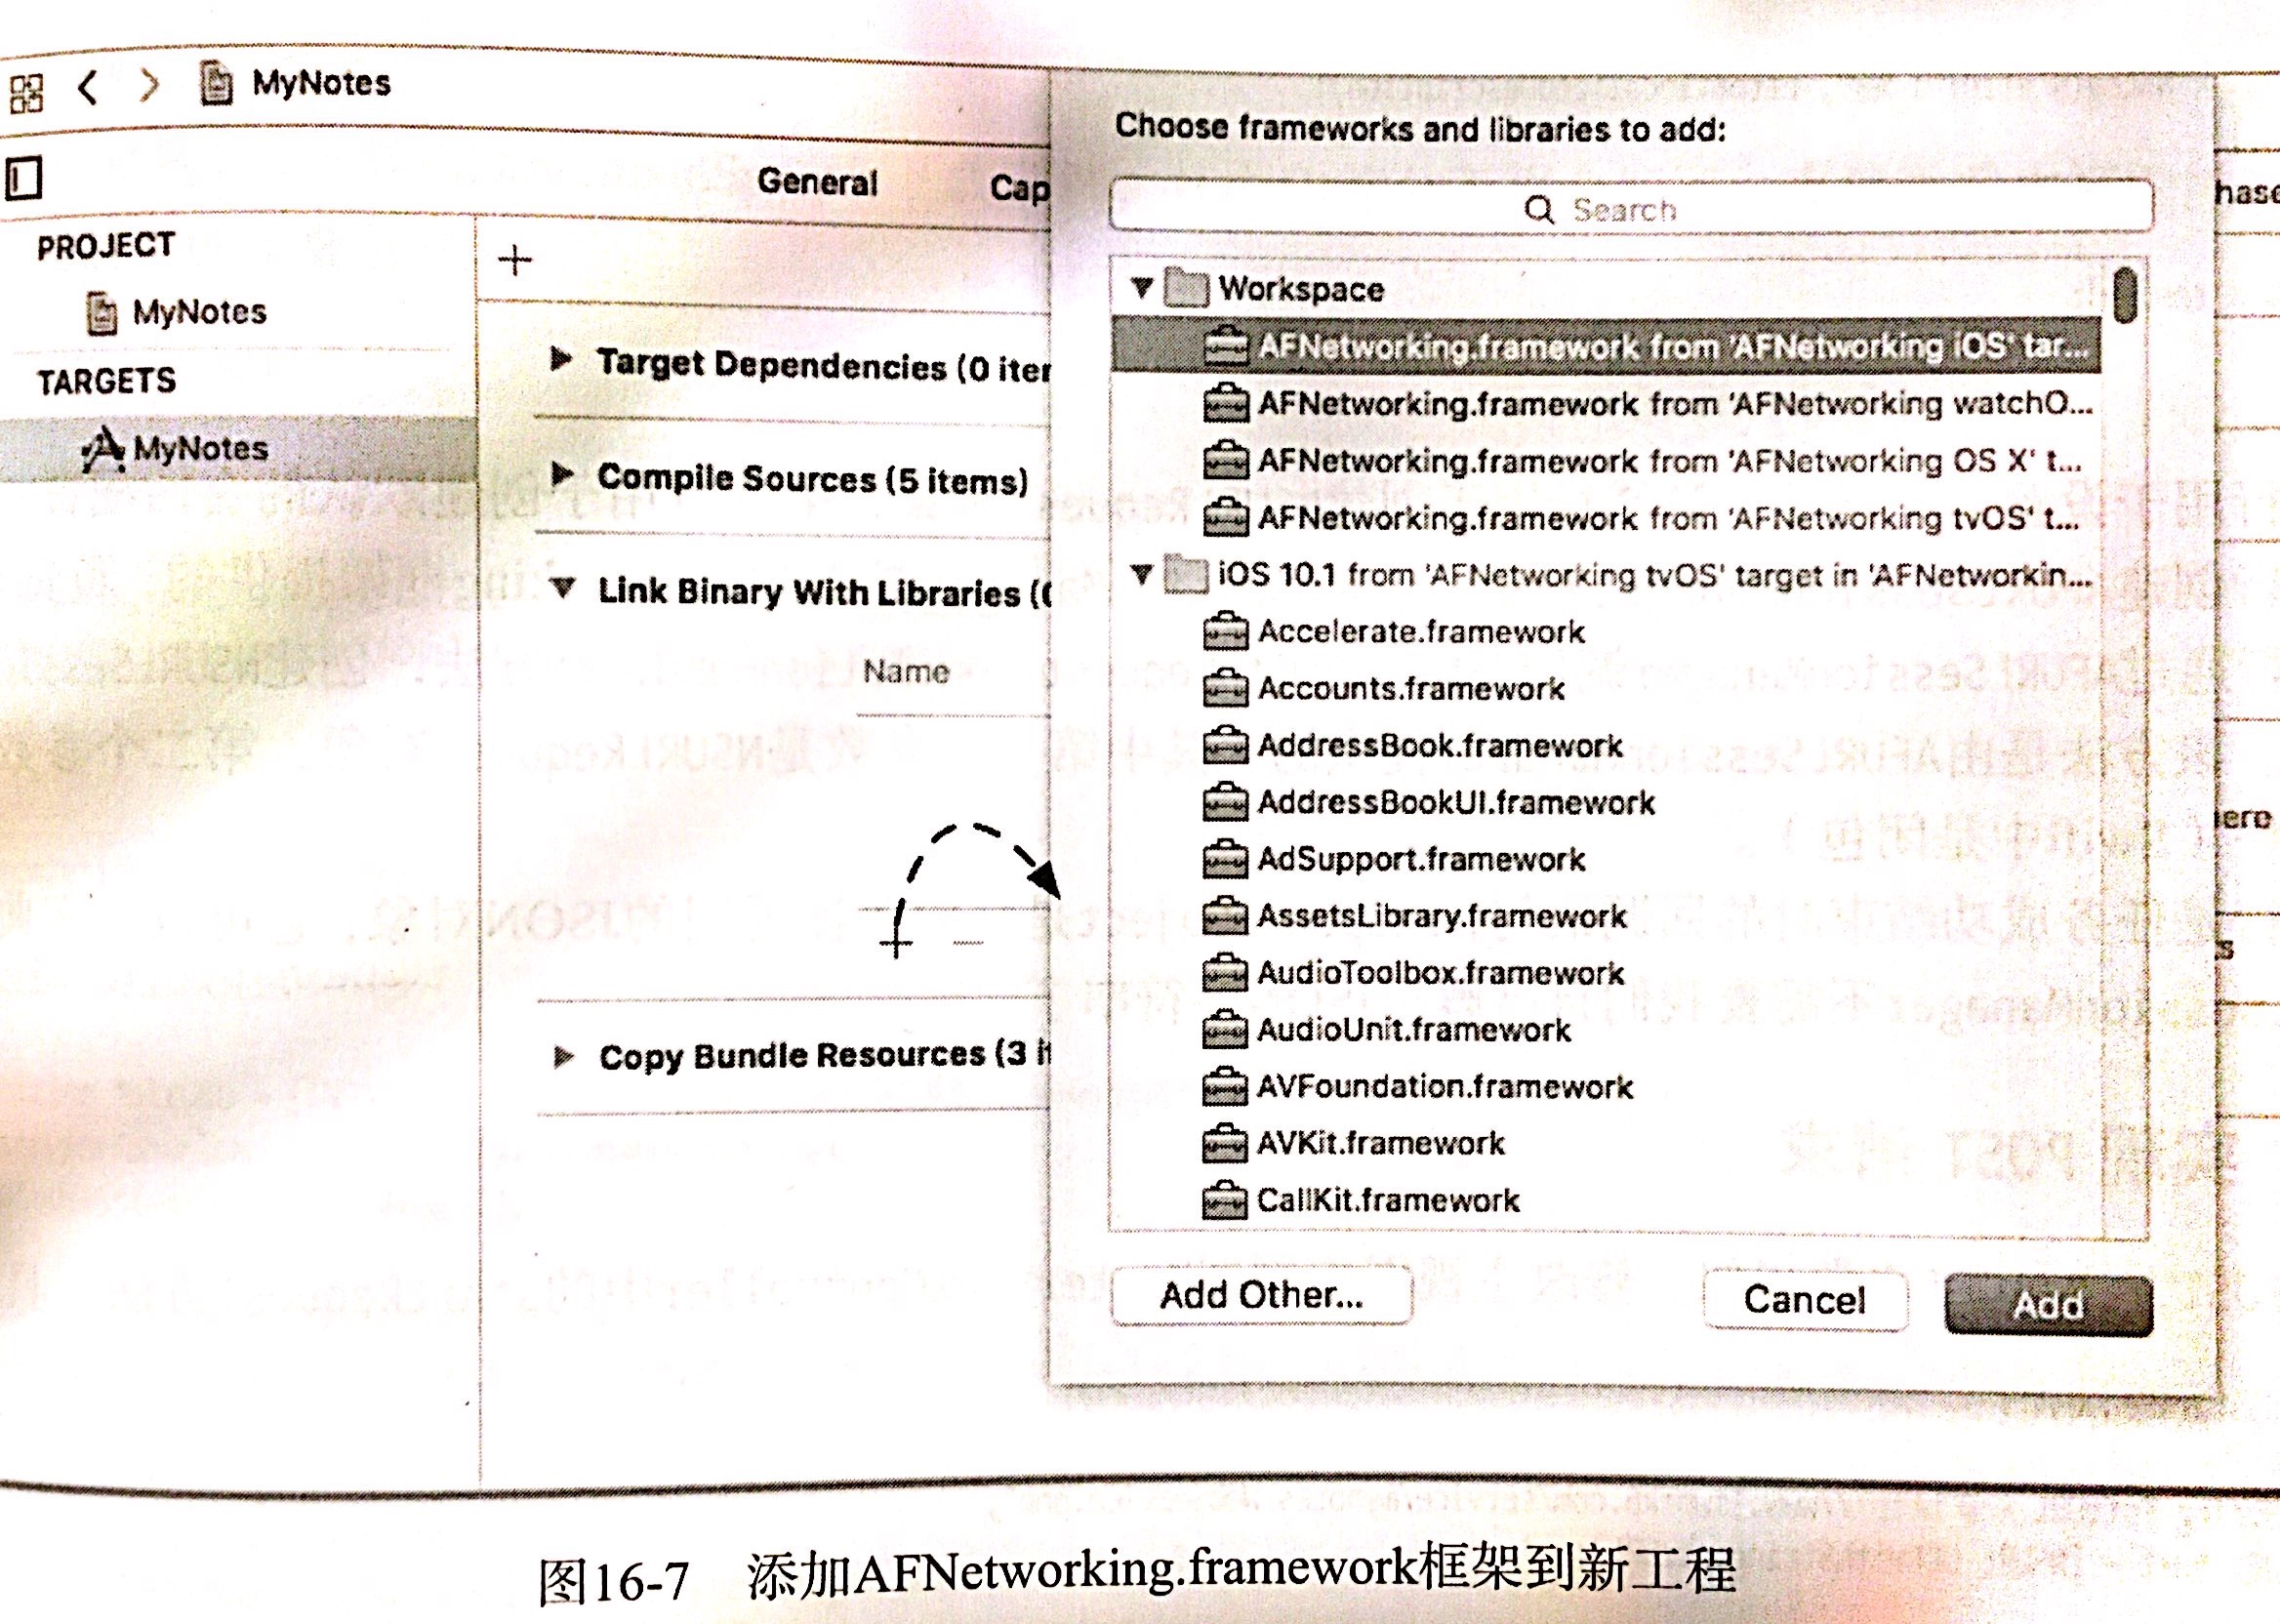 MyNotes
General Cap
PROJECT
MyNotes
TARGETS
MyNotes
Target Dependencies (0 iter
Compile Sources (5 items)
Link Binary With Libraries (0
Name
Copy Bundle Resources (3 it
Choose frameworks and libraries to add:
Search
Workspace
AFNetworking.framework from 'AFNetworking iOS' tar...
AFNetworking.framework from 'AFNetworking watchO...
AFNetworking.framework from 'AFNetworking OS X' t...
AFNetworking.framework from 'AFNetworking tvOS' t...
iOS 10.1 from 'AFNetworking tvOS' target in 'AFNetworkin...
Accelerate.framework
Accounts.framework
AddressBook.framework
AddressBookUI.framework
AdSupport.framework
AssetsLibrary.framework
AudioToolbox.framework
AudioUnit.framework
AVFoundation.framework
AVKit.framework
CallKit.framework
Add Other... Cancel Add
hase
ere
s
图16-7 添加AFNetworking.framework框架到新工程